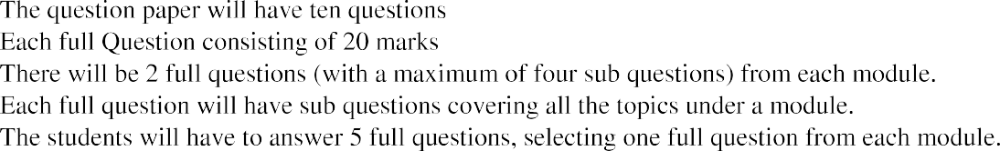 The question paper will have ten questions
Each full Question consisting of 20 marks
There will be 2 full questions (with a maximum of four sub questions) from each module.
Each full question will have sub questions covering all the topics under a module.
The students will have to answer 5 full questions, selecting one full question from each module.